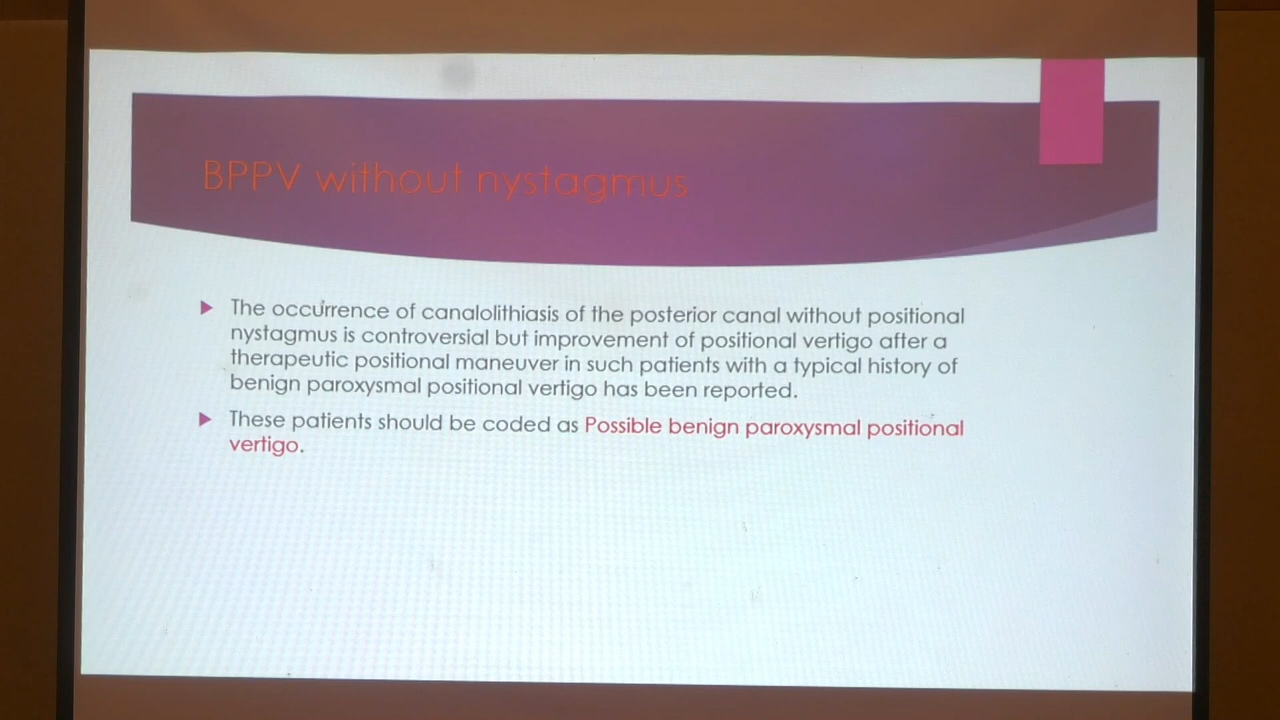 BPPV without nystagmus
The occurrence of canalolithiasis of the posterior canal without positional
nystagmus is controversial but improvement of positional vertigo after a
therapeutic positional maneuver in such patients with a typical history of
benign paroxysmal positional vertigo has been reported.
These patients should be coded as Possible benign paroxysmal positional
vertigo.